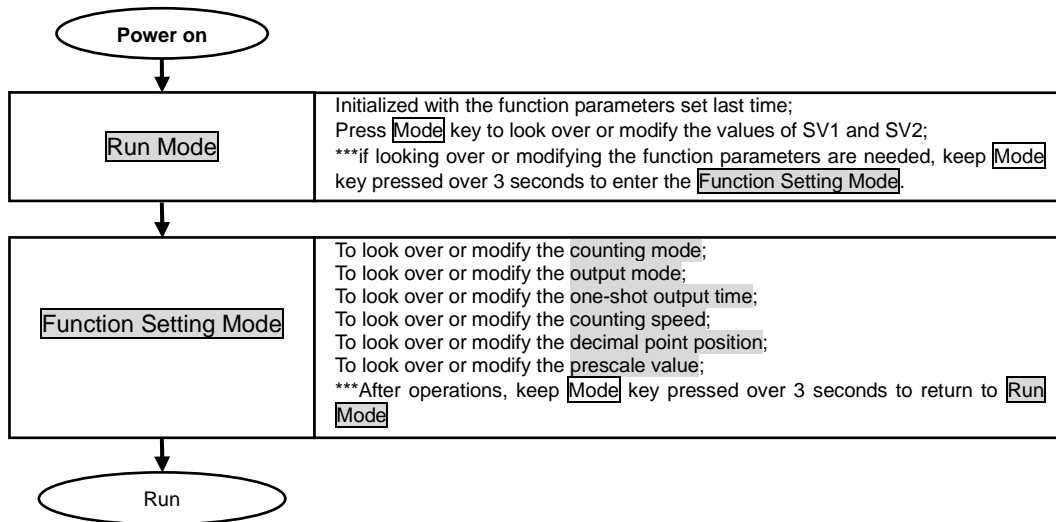 Power on
Run Mode
Initialized with the function parameters set last time;
Press Mode key to look over or modify the values of SV1 and SV2;
***if looking over or modifying the function parameters are needed, keep Mode
key pressed over 3 seconds to enter the Function Setting Mode.
Function Setting Mode
To look over or modify the counting mode;
To look over or modify the output mode;
To look over or modify the one-shot output time;
To look over or modify the counting speed;
To look over or modify the decimal point position;
To look over or modify the prescale value;
***After operations, keep Mode key pressed over 3 seconds to return to Run
Mode
Run